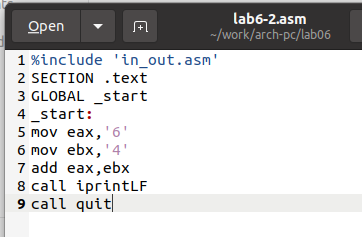 Open
lab6-2.asm
~/work/arch-pc/lab06
1 %include 'in_out.asm'
2 SECTION .text
3 GLOBAL _start
4 _start:
5 mov eax,'6'
6 mov ebx,'4'
7 add eax,ebx
8 call iprintLF
9 call quit